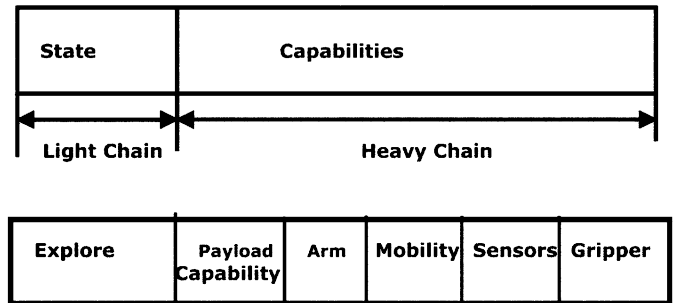 State Capabilities
Light Chain Heavy Chain
Explore Payload Capability Arm Mobility Sensors Gripper